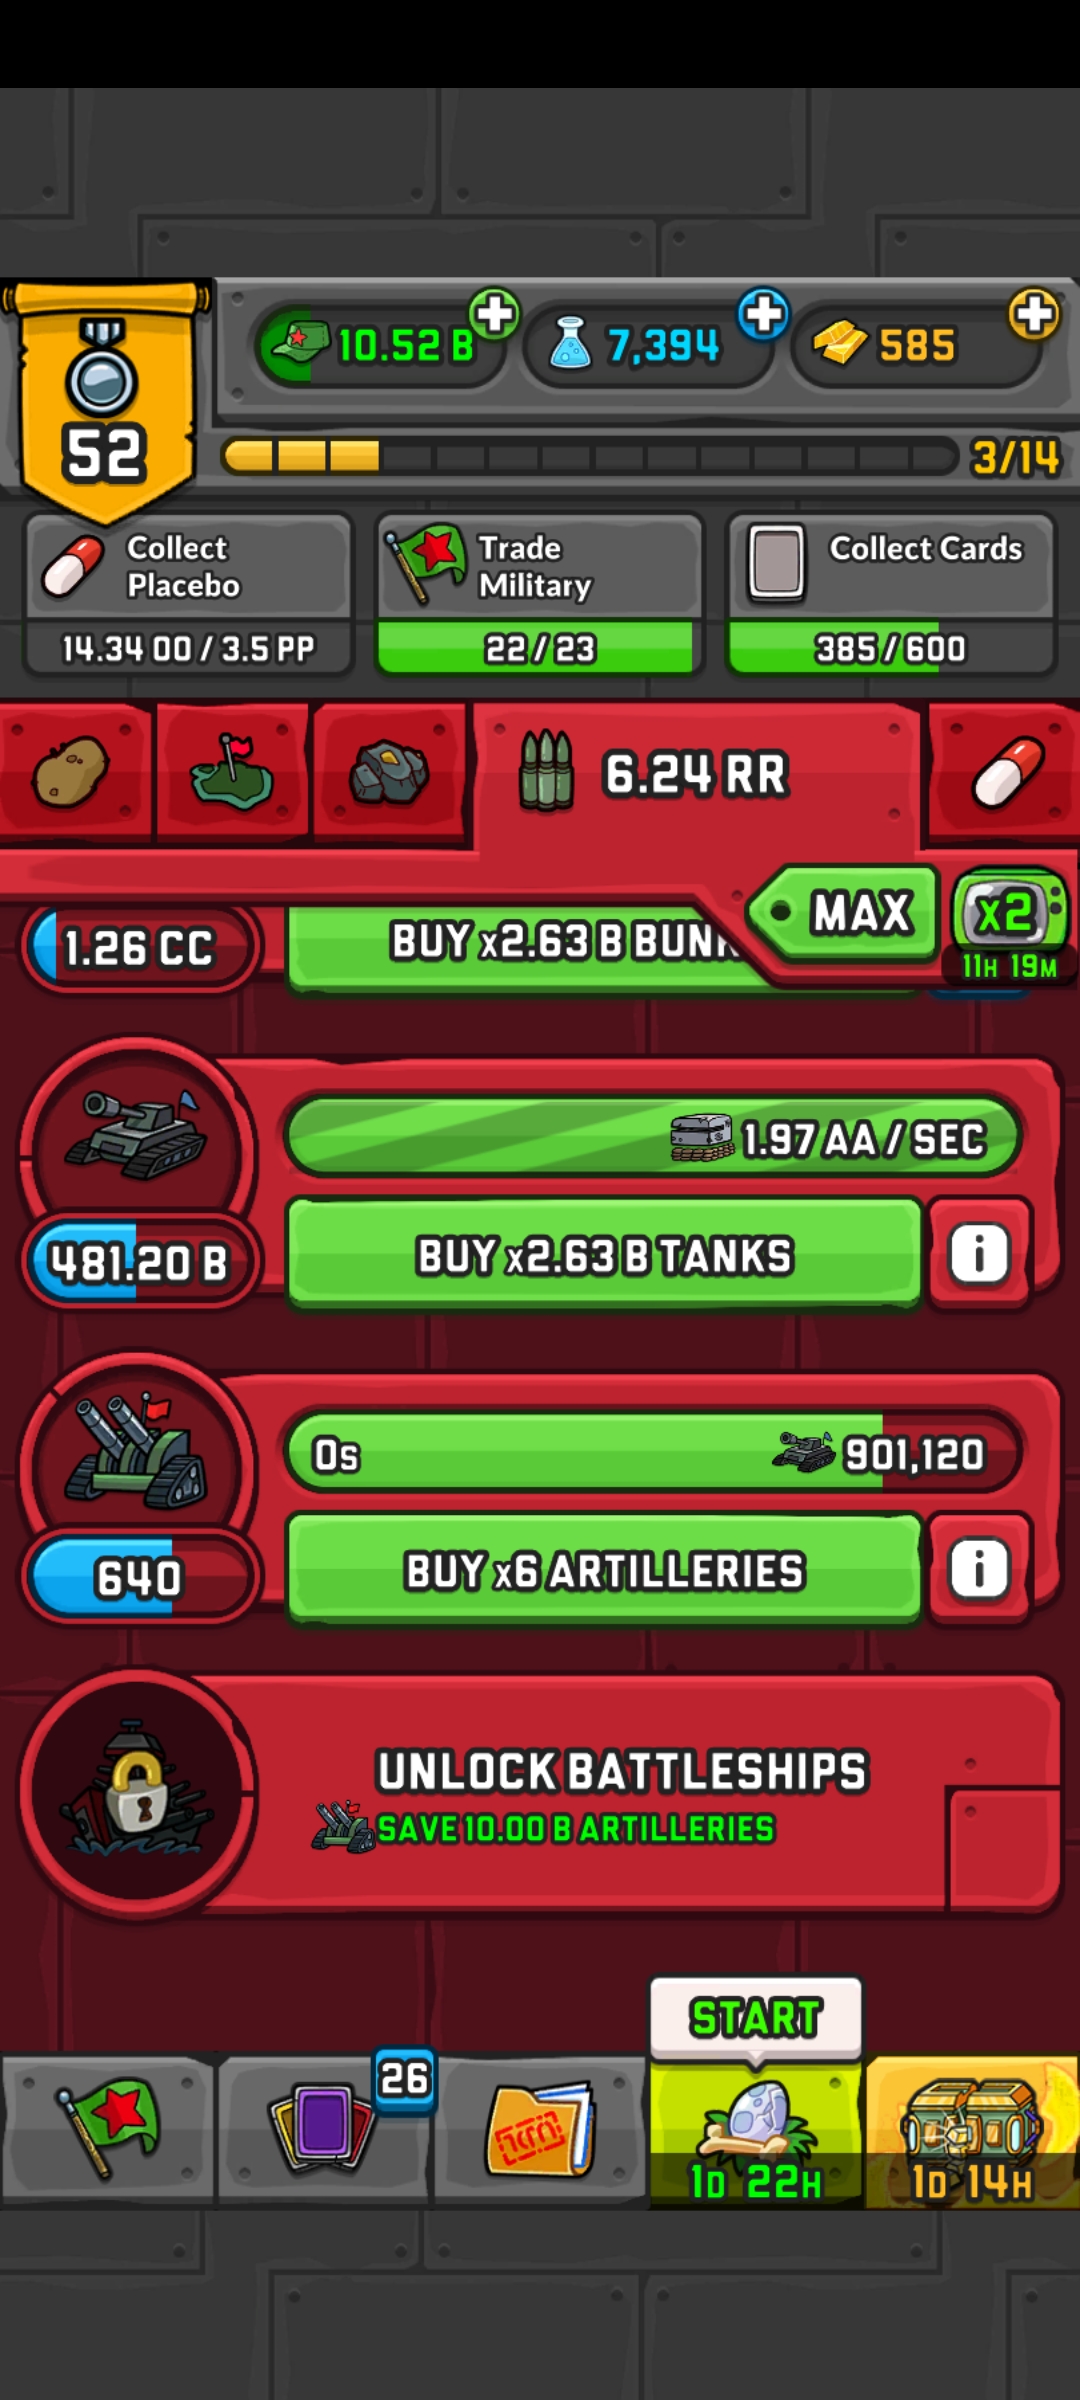 10.52 B
7,394
585
52
3/14
Collect
Placebo
14.34 OO / 3.5 PP
Trade
Military
22 / 23
Collect Cards
385 / 600
6.24 RR
MAX
x2
11H 19M
1.26 CC
BUY x2.63 B
1.97 AA / SEC
481.20 B
BUY x2.63 B TANKS
i
0s
901,120
640
BUY x6 ARTILLERIES
i
UNLOCK BATTLESHIPS
SAVE 10.00 B ARTILLERIES
START
26
1D 22H
1D 14H